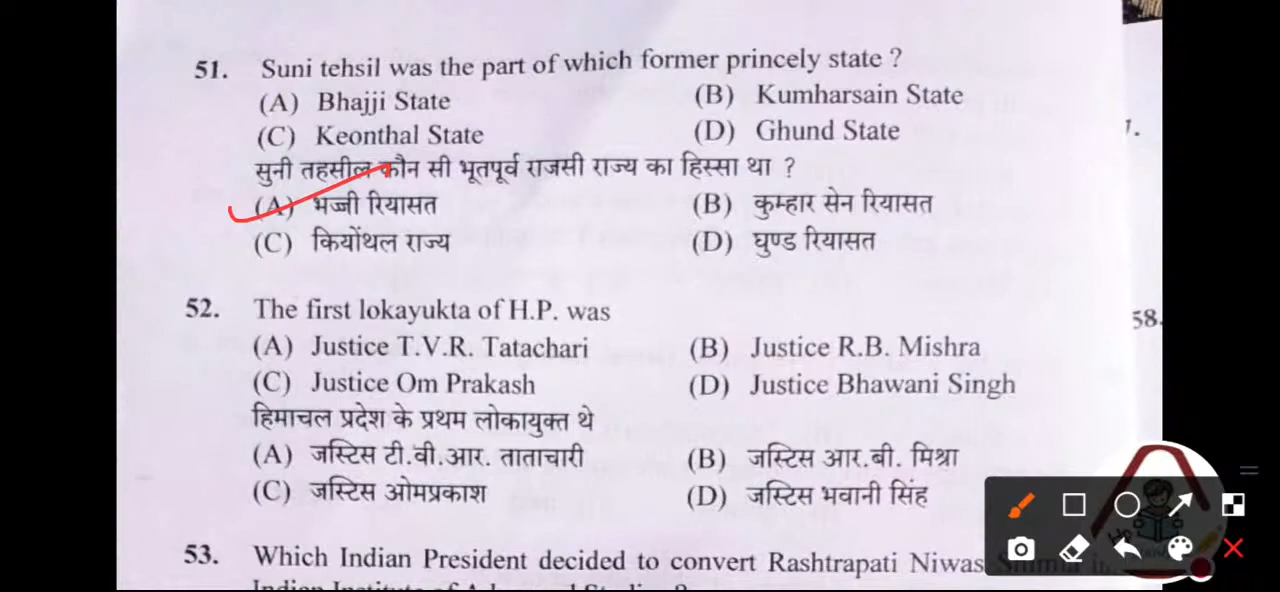 51. Suni tehsil was the part of which former princely state ?
(A) Bhajji State (B) Kumharsain State
(C) Keonthal State (D) Ghund State
सुनी तहसील कौन सी भूतपूर्व राजसी राज्य का हिस्सा था ?
(A) भज्जी रियासत (B) कुम्हार सेन रियासत
(C) कियोंथल राज्य (D) घुण्ड रियासत
52. The first lokayukta of H.P. was
(A) Justice T.V.R. Tatachari (B) Justice R.B. Mishra
(C) Justice Om Prakash (D) Justice Bhawani Singh
हिमाचल प्रदेश के प्रथम लोकायुक्त थे
(A) जस्टिस टी.वी.आर. ताताचारी (B) जस्टिस आर.बी. मिश्रा
(C) जस्टिस ओमप्रकाश (D) जस्टिस भवानी सिंह
53. Which Indian President decided to convert Rashtrapati Niwas Shimla
58.